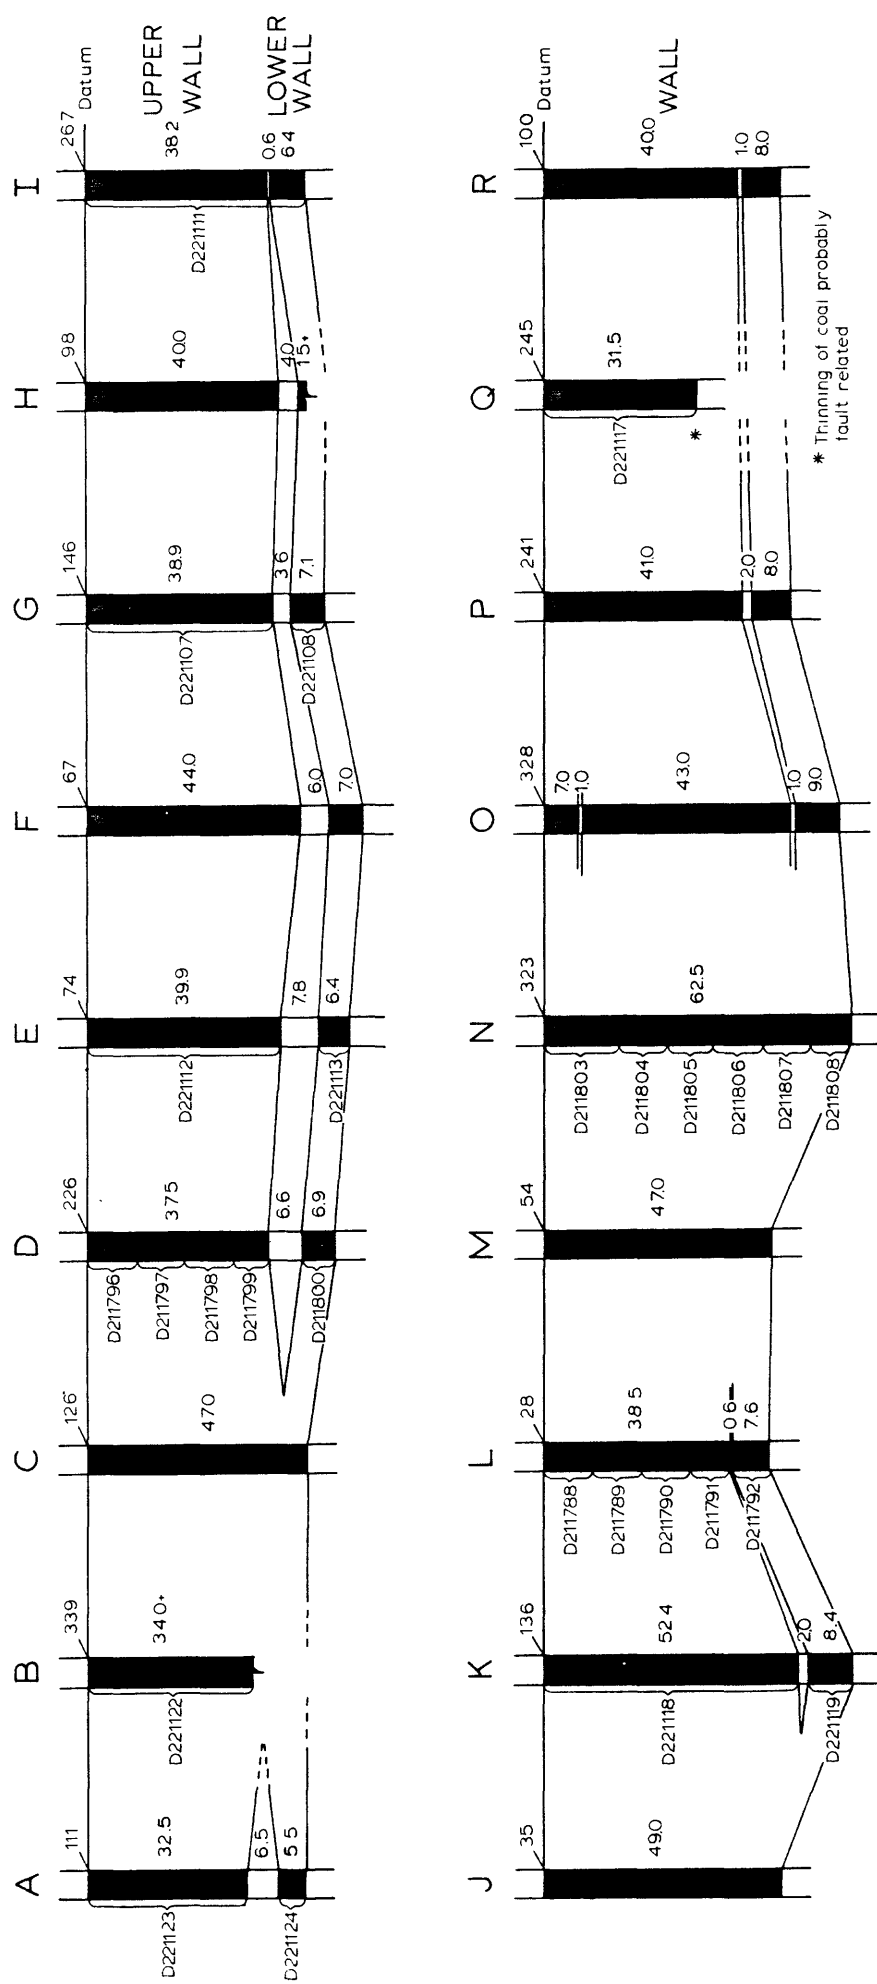 A B C D E F G H I
111 339 126 226 74 67 146 98 267
Datum
32.5
6.5
5.5
D221123
D221124
34.0+
D221122
47.0
37.5
6.6
6.9
D211796
D211797
D211798
D211799
D211800
39.9
7.8
6.4
D221112
D221113
44.0
6.0
7.0
38.9
3.6
7.1
D221107
D221108
40.0
4.0
1.5+
38.2
0.6
6.4
D221111
UPPER
WALL
LOWER
WALL
J K L M N O P Q R
35 136 28 54 323 328 241 245 100
Datum
49.0
52.4
2.0
8.4
D221118
D221119
38.5
0.6
7.6
D211788
D211789
D211790
D211791
D211792
47.0
62.5
D211803
D211804
D211805
D211806
D211807
D211808
7.0
1.0
43.0
1.0
9.0
41.0
2.0
8.0
31.5
D221117
*
40.0
1.0
8.0
WALL
* Thinning of coal probably
fault related